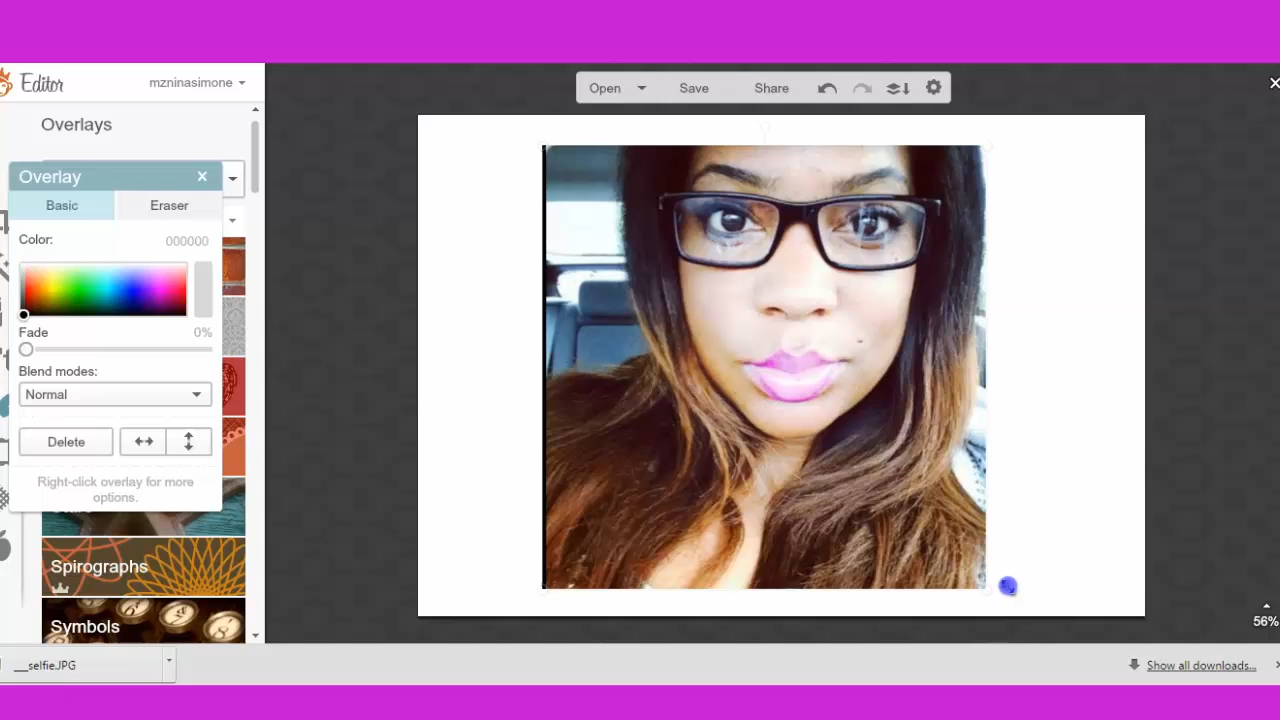 Editor
mzninasimone
Open
Save
Share
Overlays
Overlay
X
Basic
Eraser
Color:
000000
Fade
0%
Blend modes:
Normal
Delete
Right-click overlay for more
options.
Spirographs
Symbols
56%
__selfie.JPG
Show all downloads...